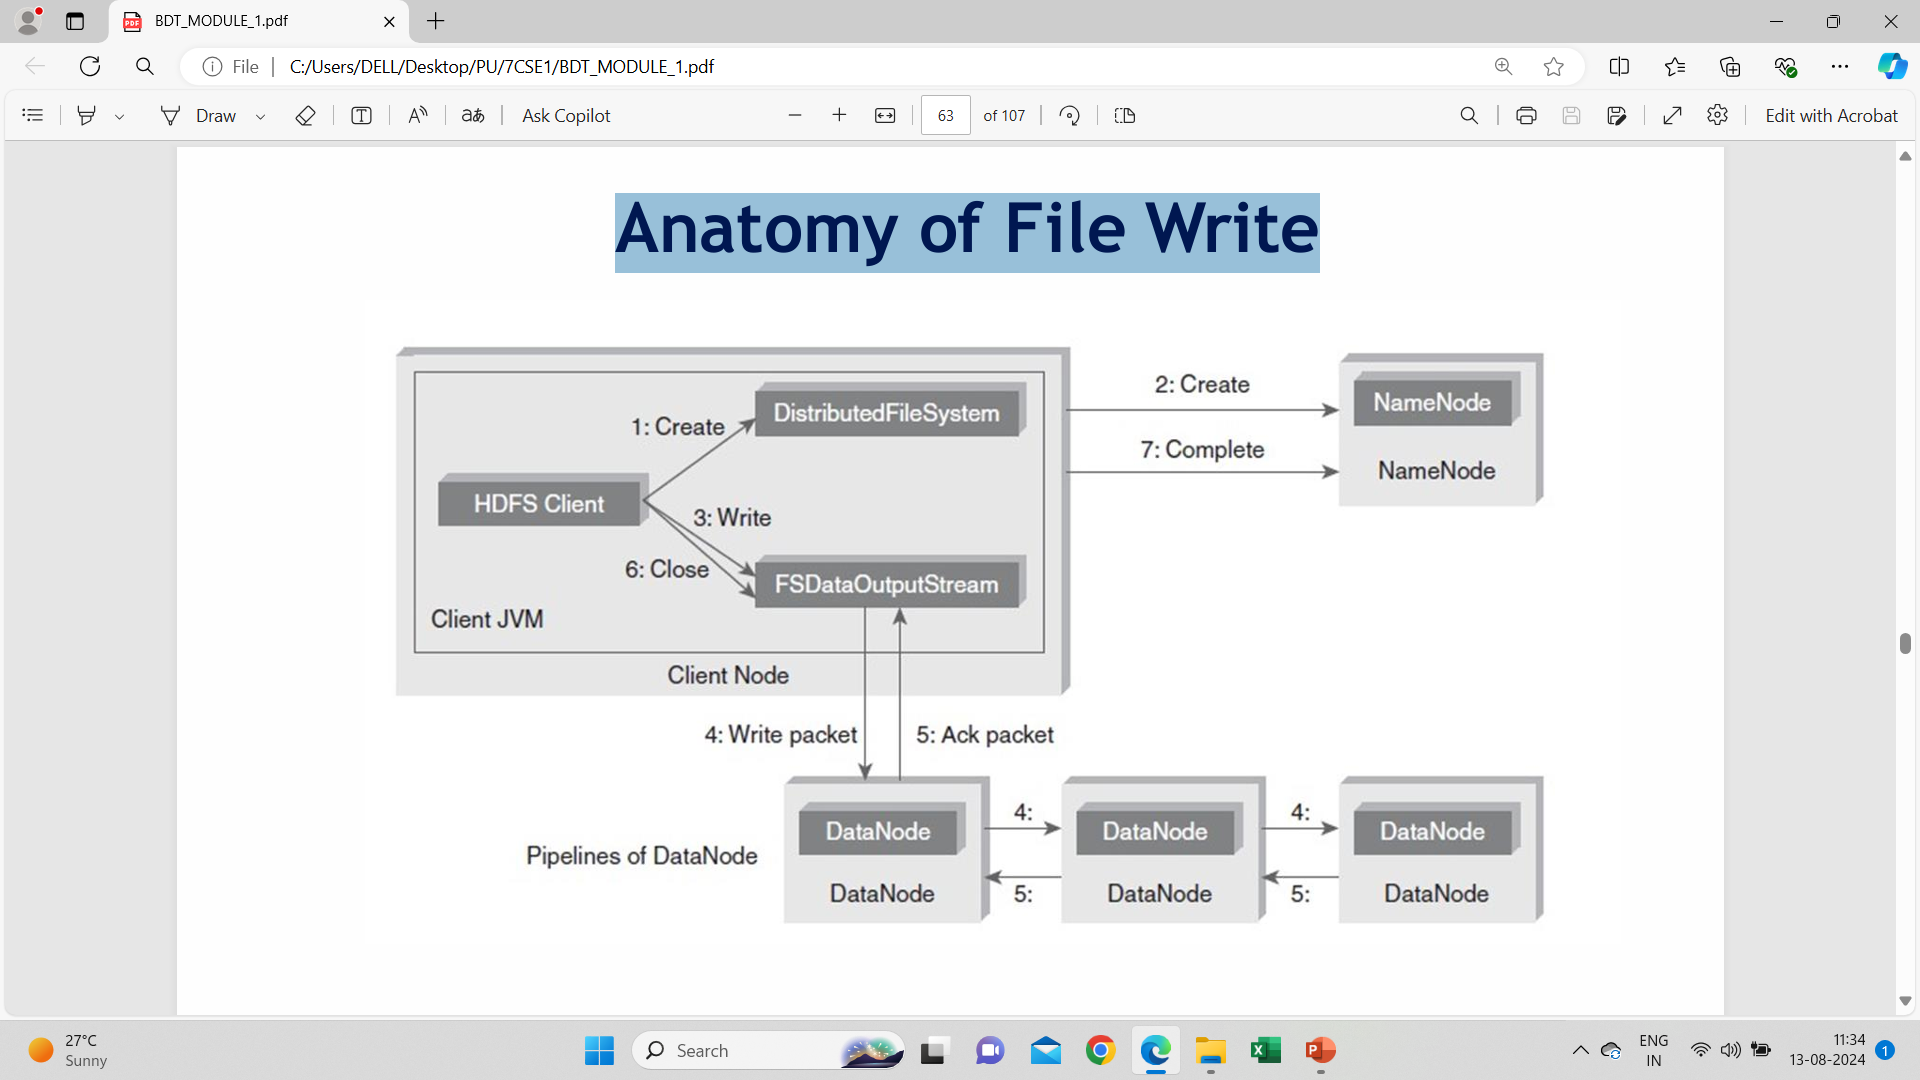 BDT_MODULE_1.pdf
File
C:/Users/DELL/Desktop/PU/7CSE1/BDT_MODULE_1.pdf
Draw
T
A
aあ
Ask Copilot
63 of 107
Edit with Acrobat
Anatomy of File Write
DistributedFileSystem
1: Create
HDFS Client
3: Write
6: Close
FSDataOutputStream
Client JVM
Client Node
2: Create
7: Complete
NameNode
NameNode
4: Write packet
5: Ack packet
Pipelines of DataNode
DataNode
DataNode
4:
5:
DataNode
DataNode
4:
5:
DataNode
DataNode
27°C
Sunny
Search
ENG
IN
11:34
13-08-2024
1